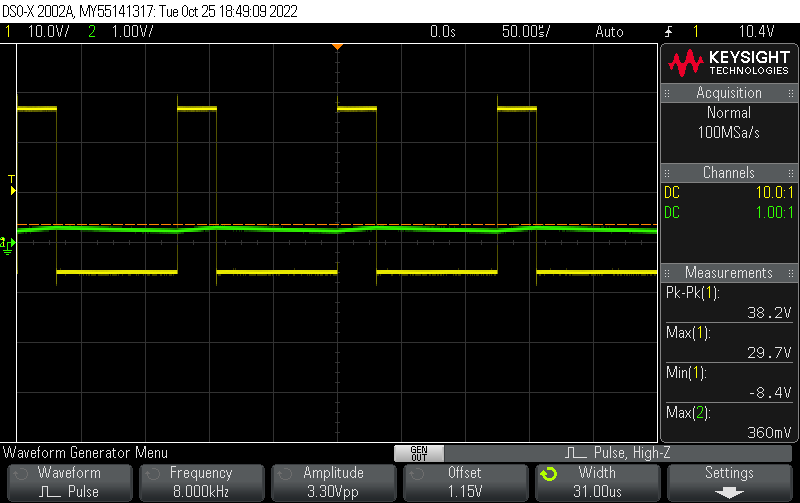 DSO-X 2002A, MY55141317: Tue Oct 25 18:49:09 2022
1 10.0V/ 2 1.00V/ 0.0s 50.00us/ Auto 1 10.4V
KEYSIGHT
TECHNOLOGIES
Acquisition
Normal
100MSa/s
Channels
DC 10.0:1
DC 1.00:1
T
2
Measurements
Pk-Pk(1):
38.2V
Max(1):
29.7V
Min(1):
-8.4V
Max(2):
360mV
Waveform Generator Menu
GEN
OUT
Pulse, High-Z
Waveform
Pulse
Frequency
8.000kHz
Amplitude
3.30Vpp
Offset
1.15V
Width
31.00us
Settings